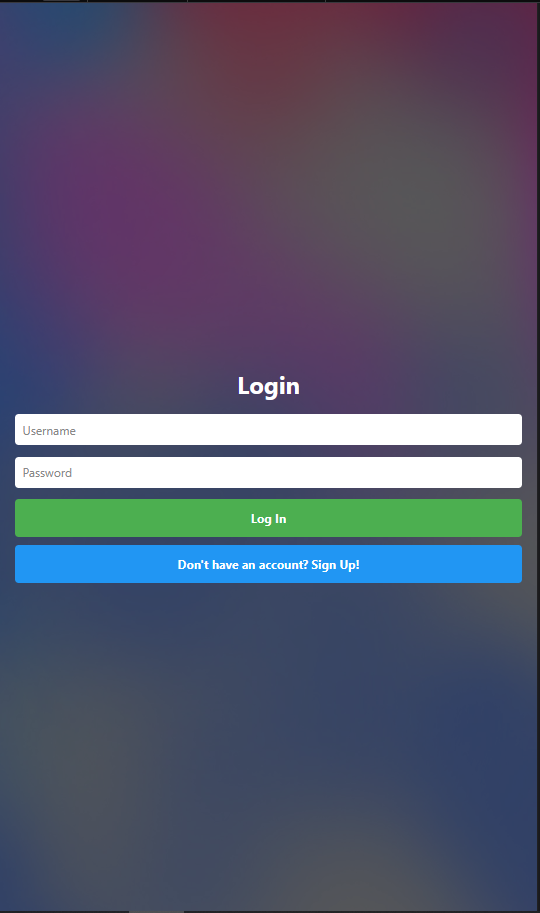 Login
Username
Password
Log In
Don't have an account? Sign Up!